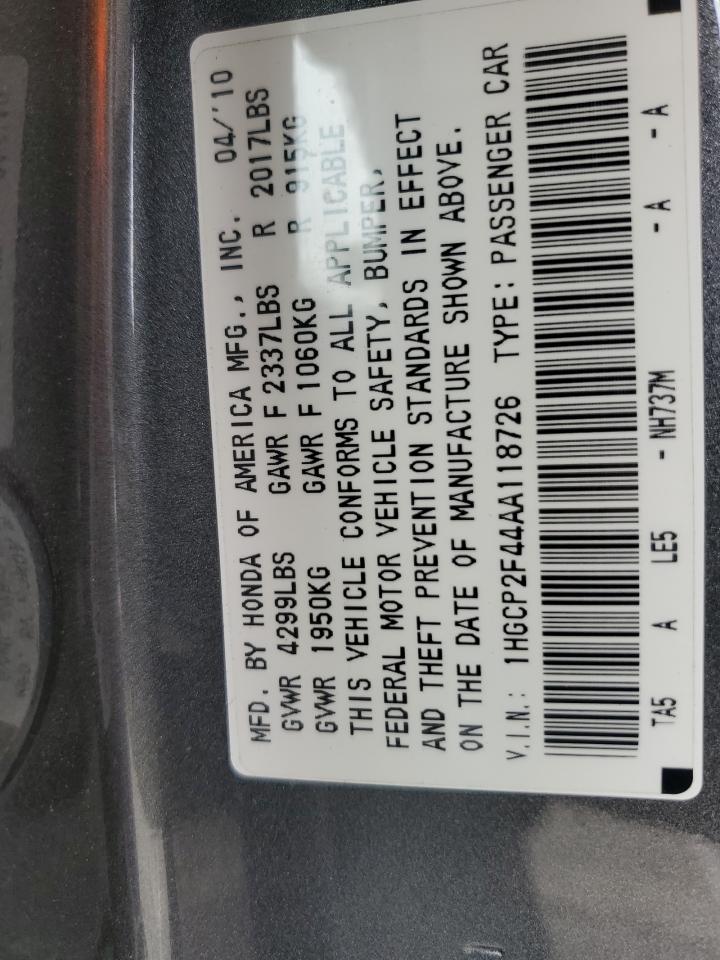 MFD. BY HONDA OF AMERICA MFG., INC. 04/'10
GVWR 4299LBS GAWR F 2337LBS R 2017LBS
GVWR 1950KG GAWR F 1060KG R 915KG
THIS VEHICLE CONFORMS TO ALL APPLICABLE
FEDERAL MOTOR VEHICLE SAFETY, BUMPER,
AND THEFT PREVENTION STANDARDS IN EFFECT
ON THE DATE OF MANUFACTURE SHOWN ABOVE.
V.I.N.: 1HGCP2F44AA118726 TYPE: PASSENGER CAR
TA5 A LE5 - NH737M - A - A